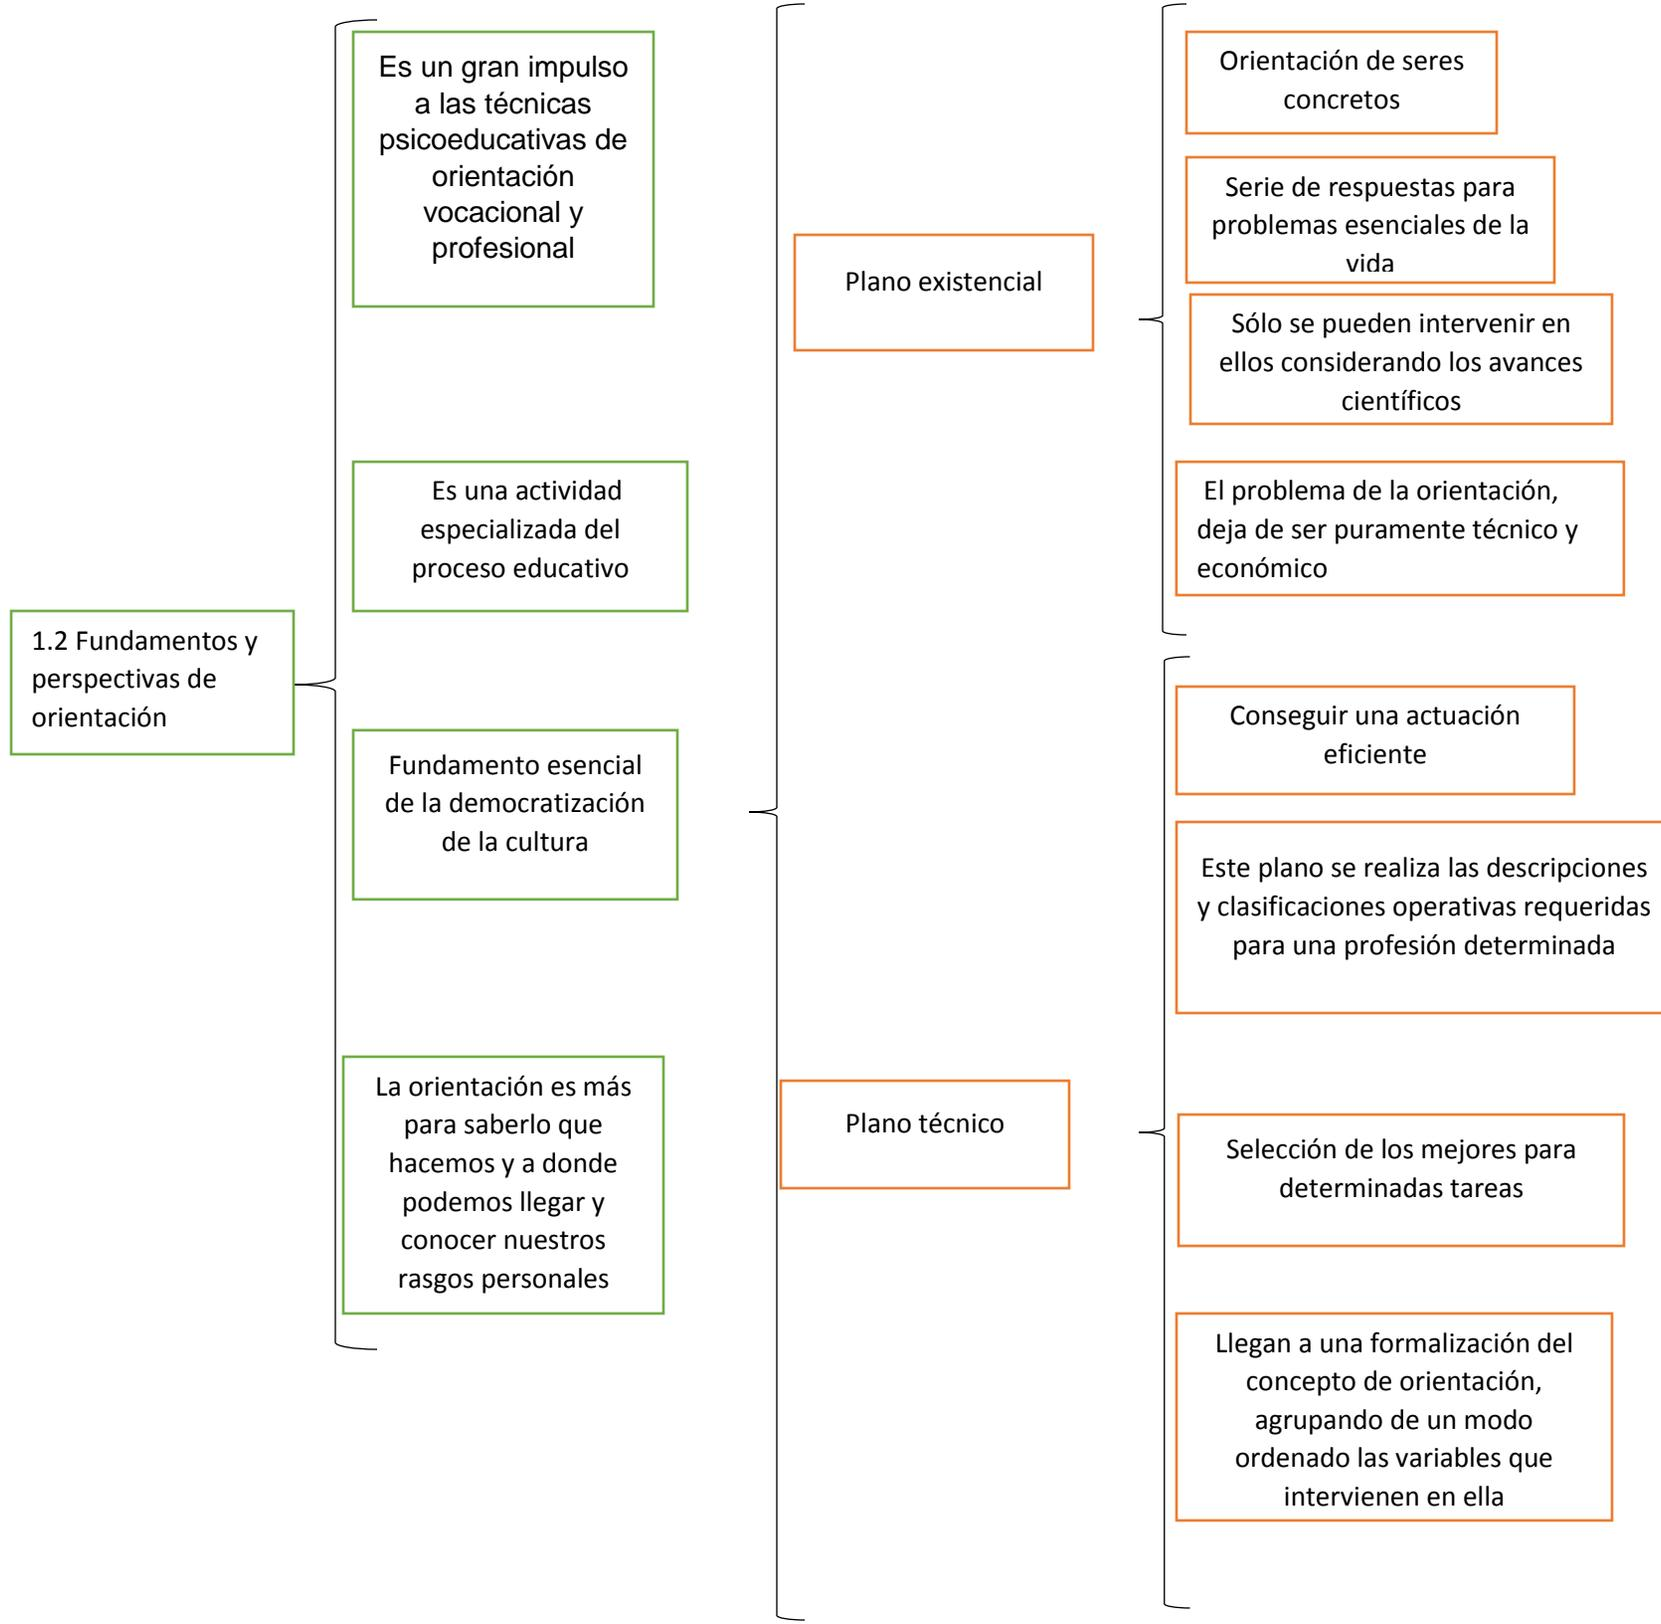 1.2 Fundamentos y
perspectivas de
orientación
Es un gran impulso
a las técnicas
psicoeducativas de
orientación
vocacional y
profesional
Es una actividad
especializada del
proceso educativo
Fundamento esencial
de la democratización
de la cultura
La orientación es más
para saberlo que
hacemos y a donde
podemos llegar y
conocer nuestros
rasgos personales
Plano existencial
Orientación de seres
concretos
Serie de respuestas para
problemas esenciales de la
vida
Sólo se pueden intervenir en
ellos considerando los avances
científicos
El problema de la orientación,
deja de ser puramente técnico y
económico
Plano técnico
Conseguir una actuación
eficiente
Este plano se realiza las descripciones
y clasificaciones operativas requeridas
para una profesión determinada
Selección de los mejores para
determinadas tareas
Llegan a una formalización del
concepto de orientación,
agrupando de un modo
ordenado las variables que
intervienen en ella